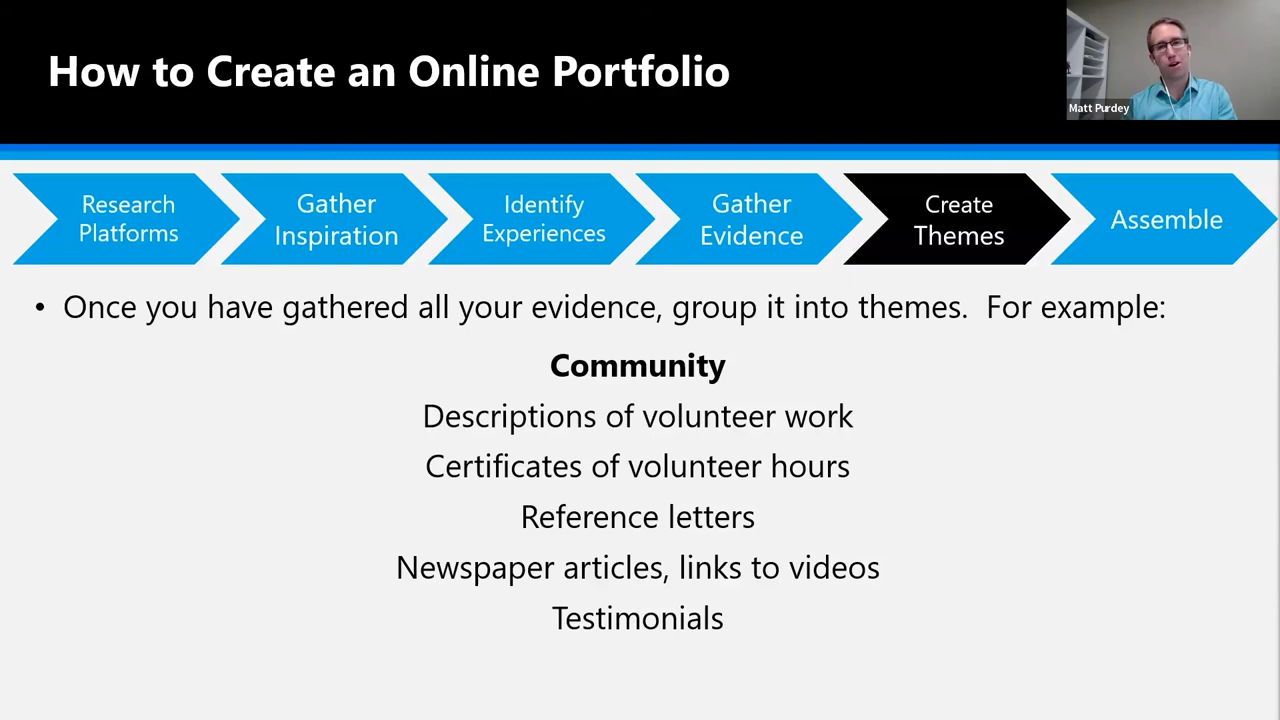 How to Create an Online Portfolio
Matt Purdey
Research
Platforms
Gather
Inspiration
Identify
Experiences
Gather
Evidence
Create
Themes
Assemble
• Once you have gathered all your evidence, group it into themes.  For example:
Community
Descriptions of volunteer work
Certificates of volunteer hours
Reference letters
Newspaper articles, links to videos
Testimonials